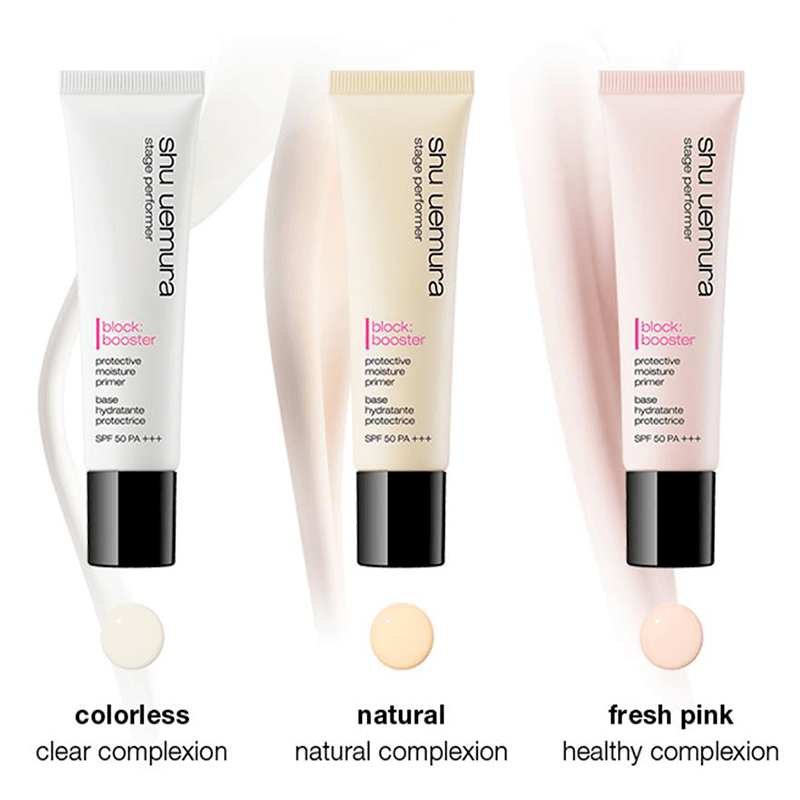 shu uemura
stage performer
block:
booster
protective
moisture
primer
base
hydratante
protectrice
SPF 50 PA +++
shu uemura
stage performer
block:
booster
protective
moisture
primer
base
hydratante
protectrice
SPF 50 PA +++
shu uemura
stage performer
block:
booster
protective
moisture
primer
base
hydratante
protectrice
SPF 50 PA +++
colorless
clear complexion
natural
natural complexion
fresh pink
healthy complexion